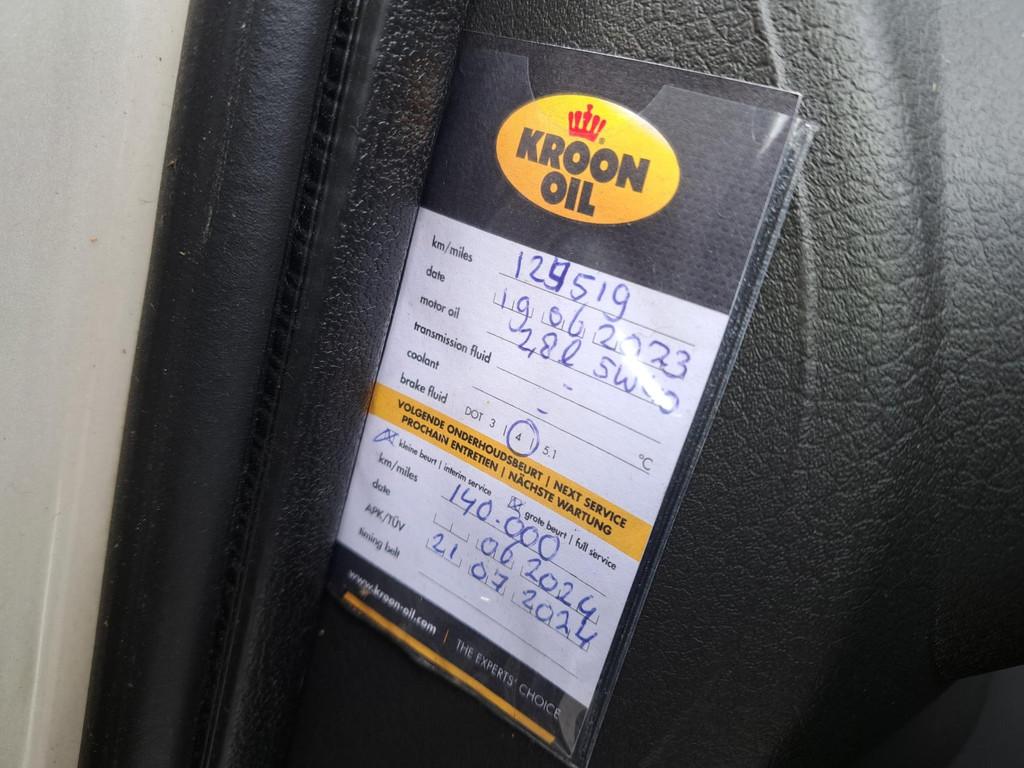 KROON
OIL
km/miles 129519
date 19 06 2023
motor oil 2,8l 5W
transmission fluid -
coolant -
brake fluid DOT 3 | 4 | 5.1 °C
VOLGENDE ONDERHOUDSBEURT | NEXT SERVICE
PROCHAIN ENTRETIEN | NÄCHSTE WARTUNG
kleine beurt | interim service grote beurt | full service
km/miles 140.000
date 06 2024
APK/TÜV 21 07 2024
timing belt
www.kroon-oil.com | THE EXPERTS' CHOICE